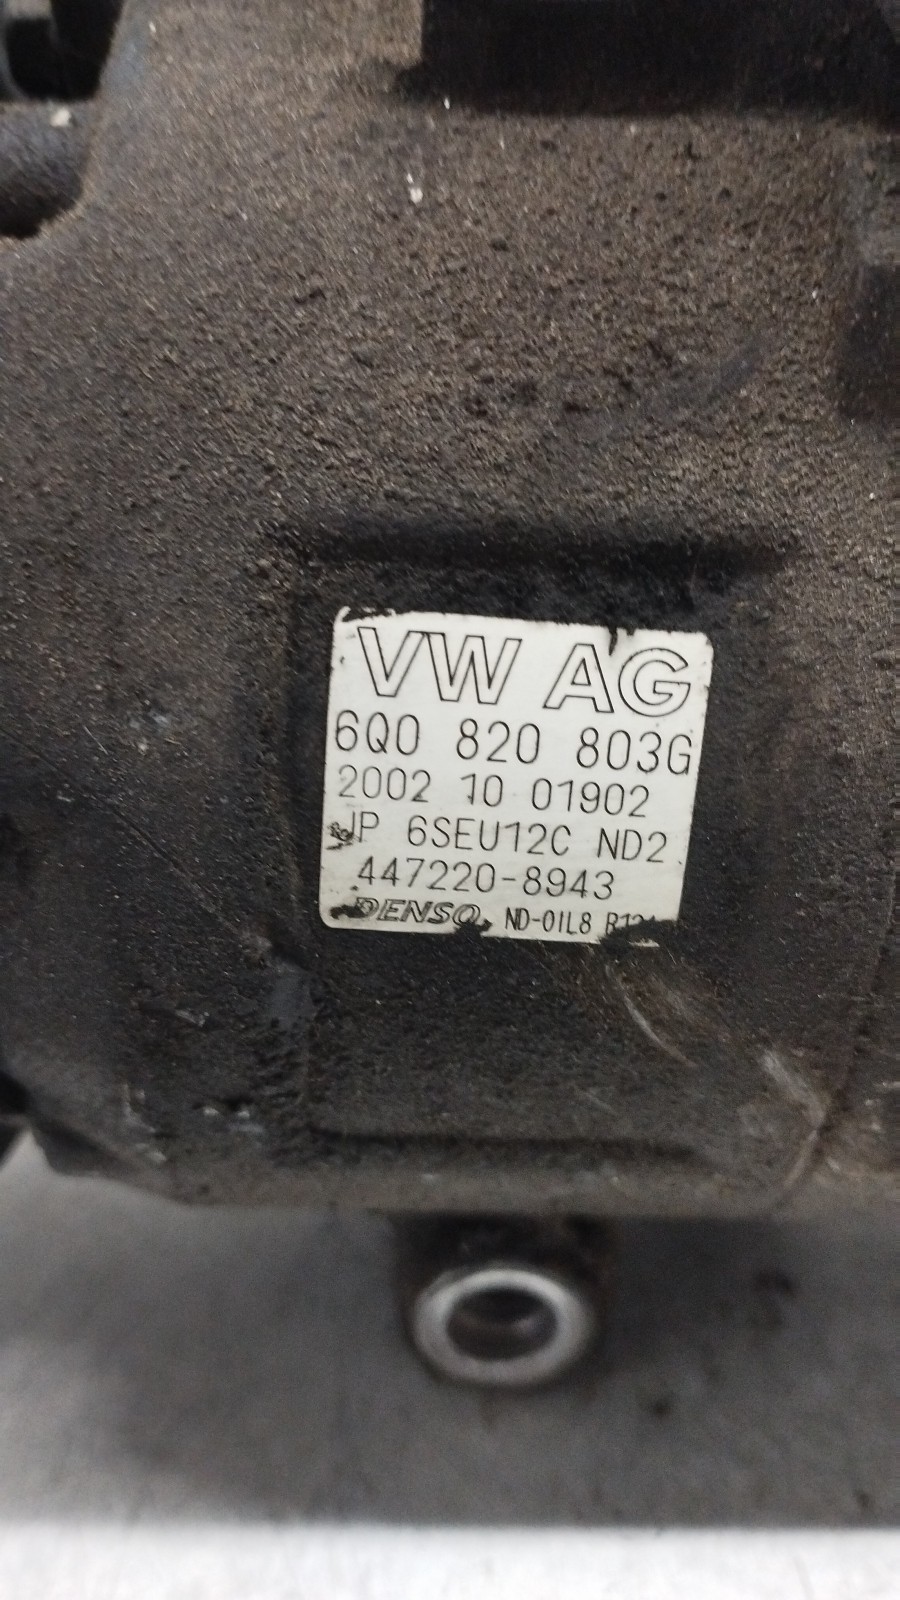 VW AG
6Q0 820 803G
2002 10 01902
JP 6SEU12C ND2
447220-8943
DENSO ND-OIL8